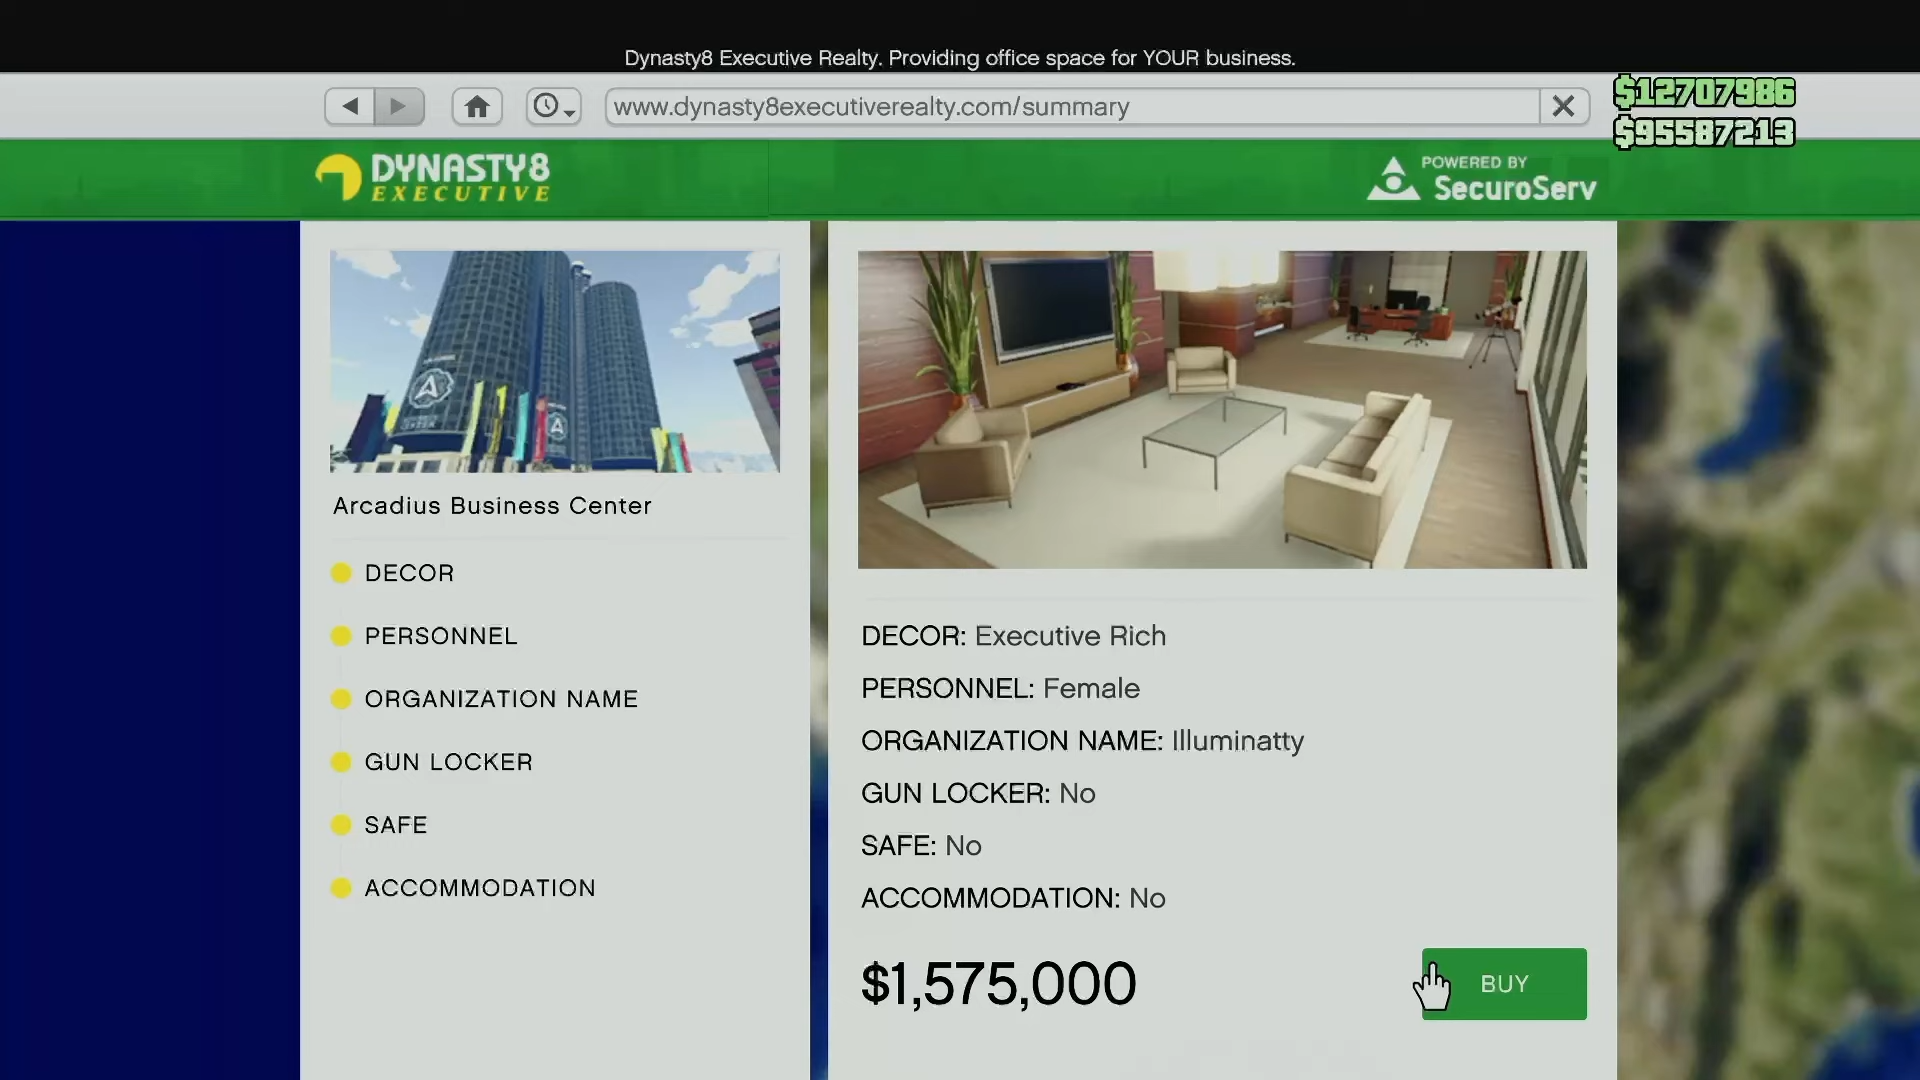 Dynasty8 Executive Realty. Providing office space for YOUR business.
www.dynasty8executiverealty.com/summary
$12707986
$95587213
DYNASTY8
EXECUTIVE
POWERED BY
SecuroServ
Arcadius Business Center
DECOR
PERSONNEL
ORGANIZATION NAME
GUN LOCKER
SAFE
ACCOMMODATION
DECOR: Executive Rich
PERSONNEL: Female
ORGANIZATION NAME: Illuminatty
GUN LOCKER: No
SAFE: No
ACCOMMODATION: No
$1,575,000
BUY